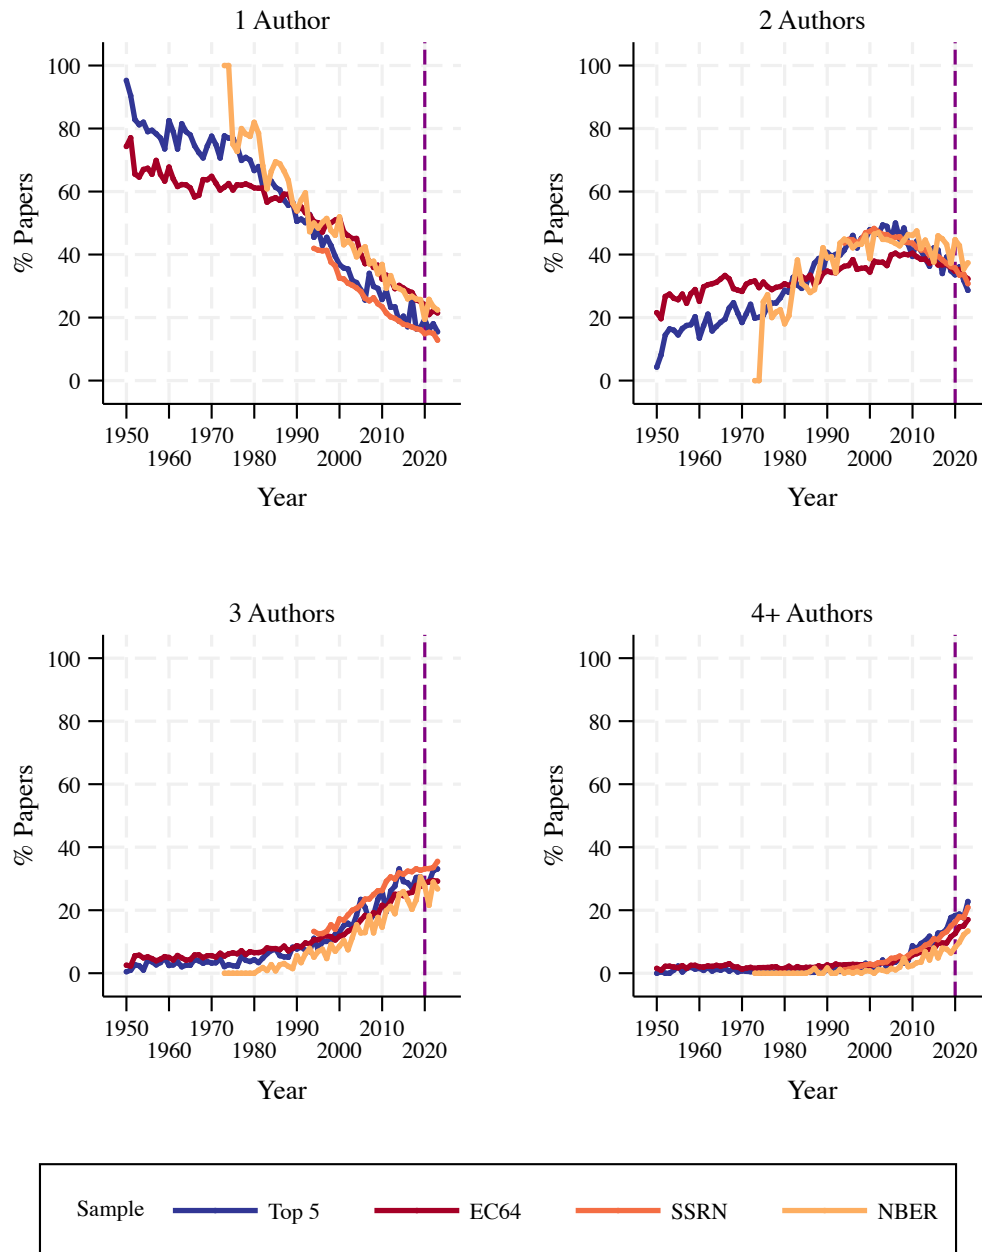 1 Author
% Papers
100
80
60
40
20
0
1950 1970 1990 2010
1960 1980 2000 2020
Year
2 Authors
% Papers
100
80
60
40
20
0
1950 1970 1990 2010
1960 1980 2000 2020
Year
3 Authors
% Papers
100
80
60
40
20
0
1950 1970 1990 2010
1960 1980 2000 2020
Year
4+ Authors
% Papers
100
80
60
40
20
0
1950 1970 1990 2010
1960 1980 2000 2020
Year
Sample Top 5 EC64 SSRN NBER